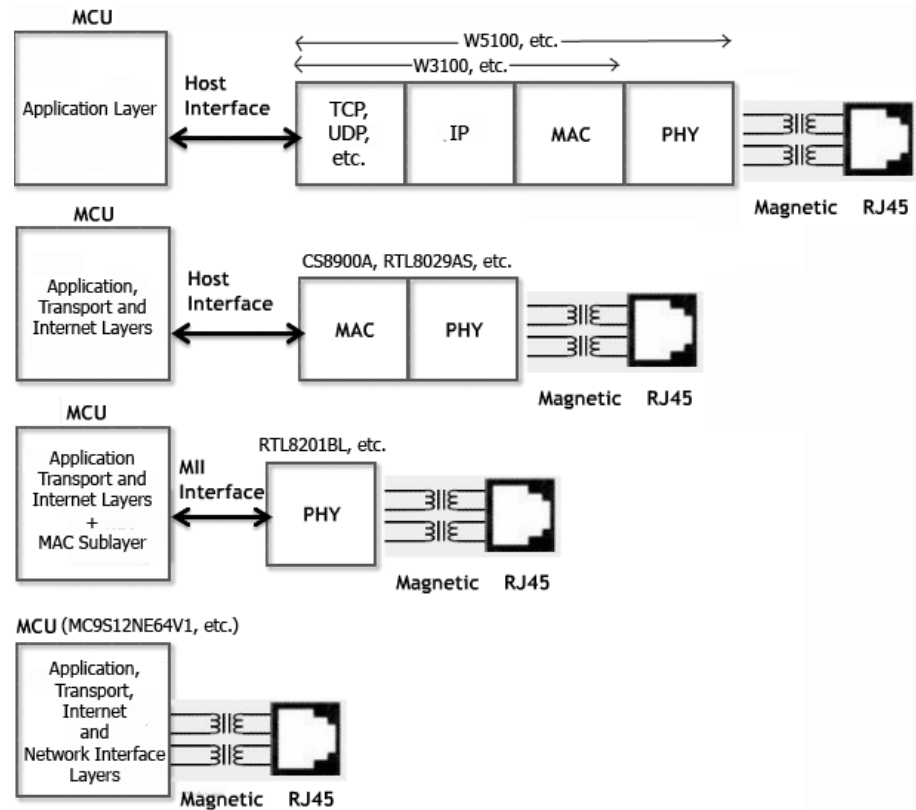 MCU
W5100, etc.
W3100, etc.
Application Layer
Host
Interface
TCP,
UDP,
etc.
IP
MAC
PHY
Magnetic
RJ45
MCU
Application,
Transport and
Internet Layers
Host
Interface
CS8900A, RTL8029AS, etc.
MAC
PHY
Magnetic
RJ45
MCU
Application
Transport and
Internet Layers
+
MAC Sublayer
MII
Interface
RTL8201BL, etc.
PHY
Magnetic
RJ45
MCU (MC9S12NE64V1, etc.)
Application,
Transport,
Internet
and
Network Interface
Layers
Magnetic
RJ45